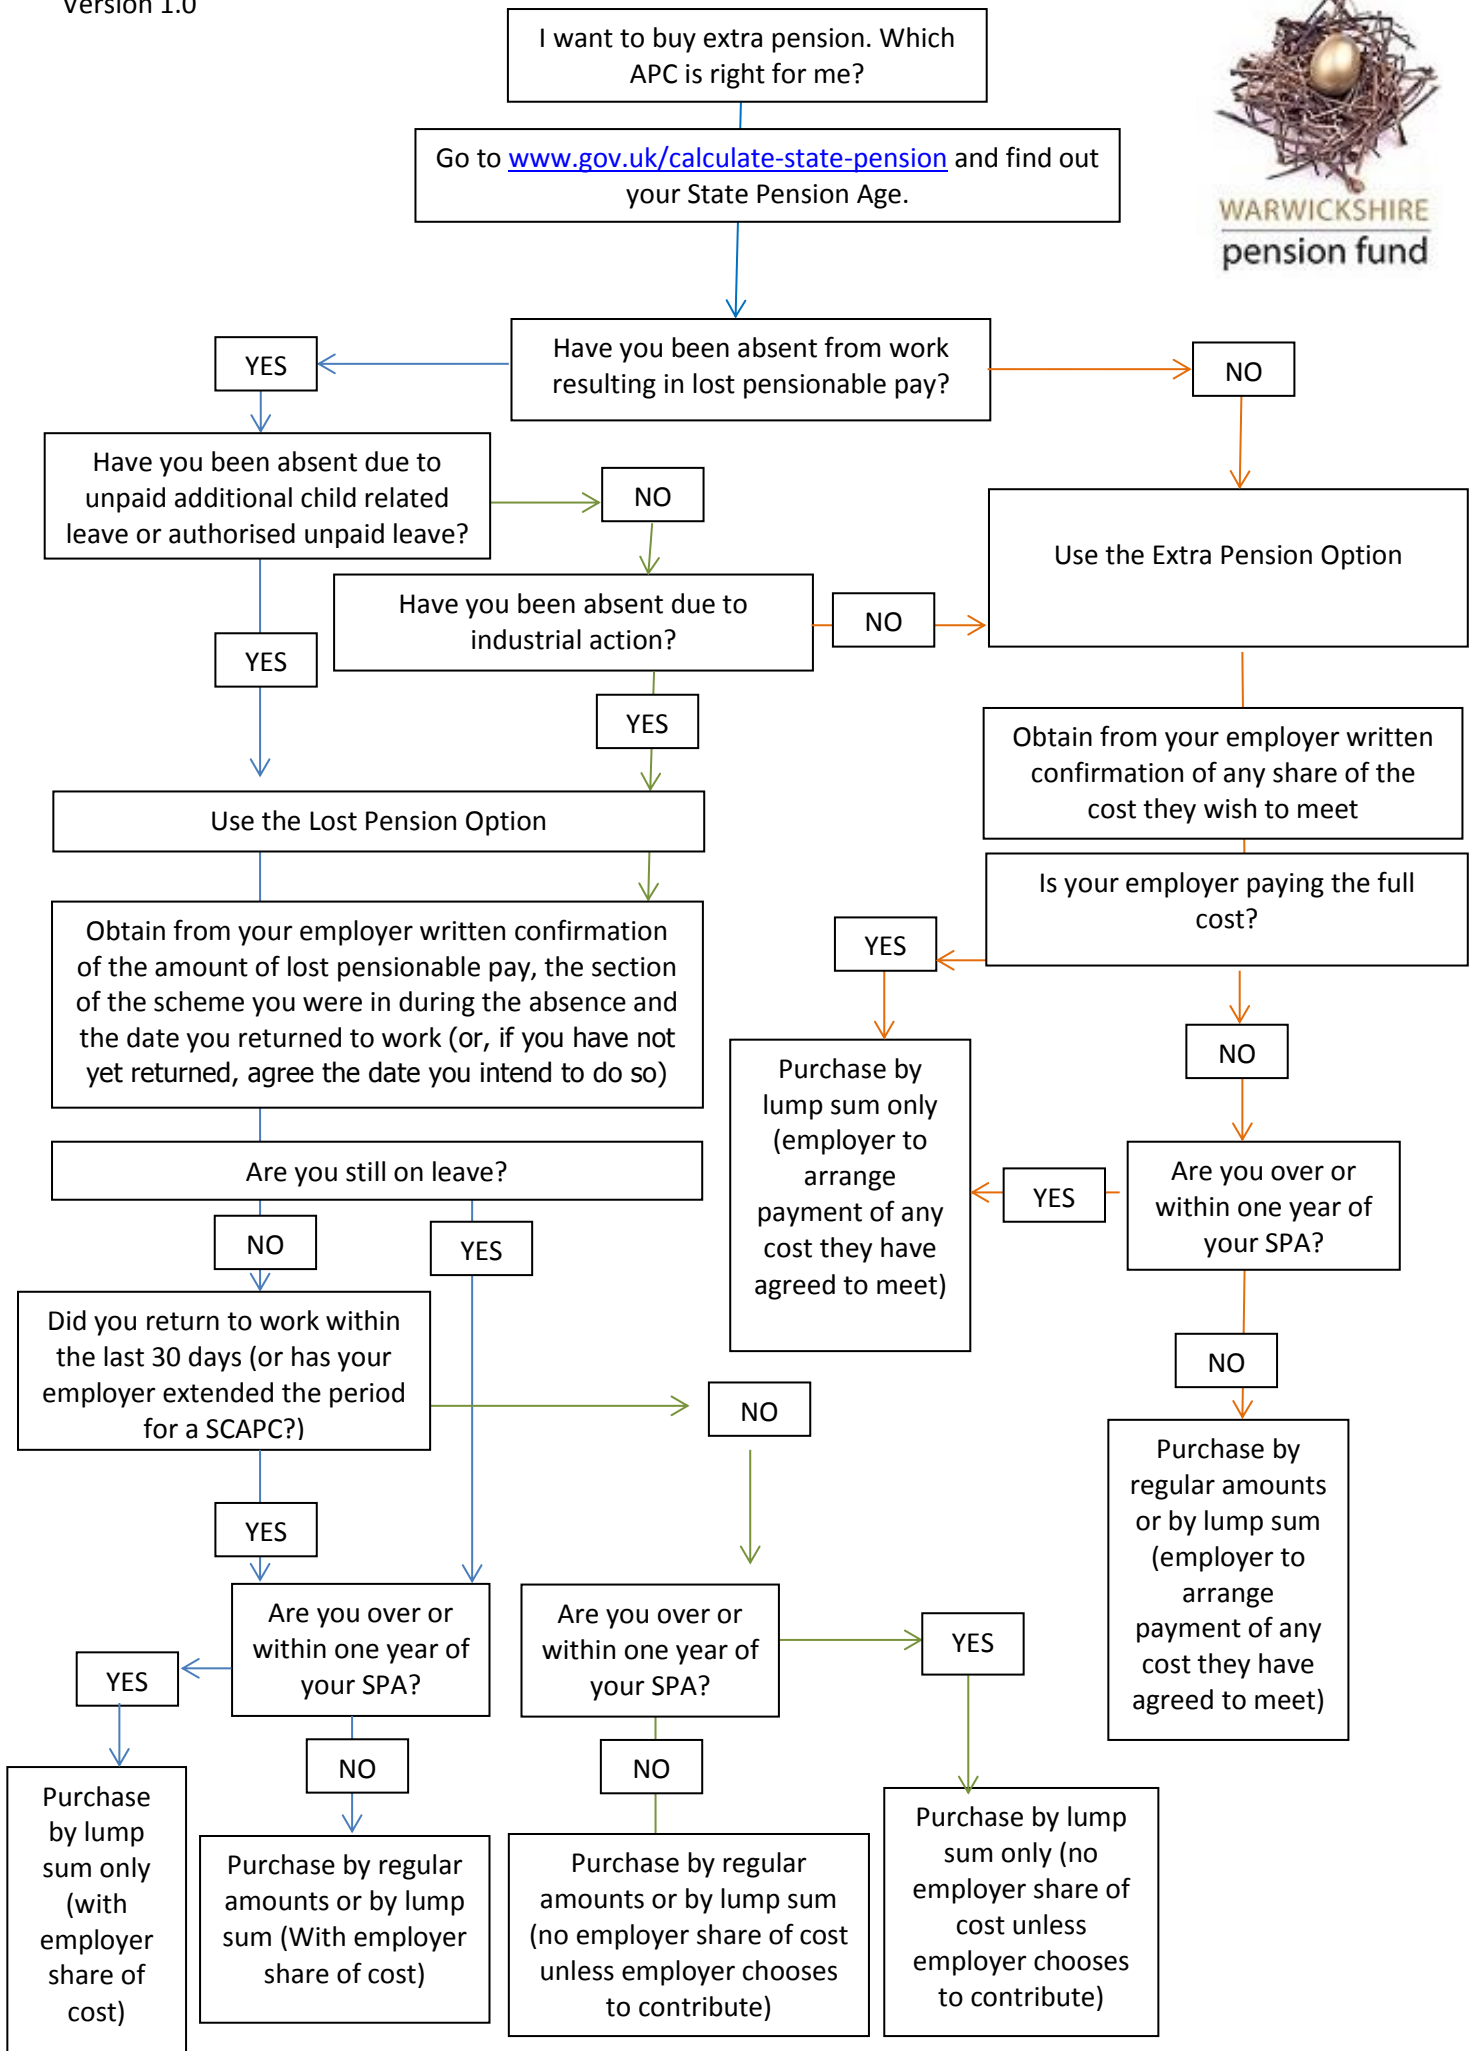 Version 1.0
I want to buy extra pension. Which
APC is right for me?
Go to www.gov.uk/calculate-state-pension and find out
your State Pension Age.
WARWICKSHIRE
pension fund
Have you been absent from work
resulting in lost pensionable pay?
YES
NO
Have you been absent due to
unpaid additional child related
leave or authorised unpaid leave?
NO
Use the Extra Pension Option
Have you been absent due to
industrial action?
NO
YES
YES
Obtain from your employer written
confirmation of any share of the
cost they wish to meet
Use the Lost Pension Option
Is your employer paying the full
cost?
YES
NO
Obtain from your employer written confirmation
of the amount of lost pensionable pay, the section
of the scheme you were in during the absence and
the date you returned to work (or, if you have not
yet returned, agree the date you intend to do so)
Purchase by
lump sum only
(employer to
arrange
payment of any
cost they have
agreed to meet)
Are you still on leave?
YES
Are you over or
within one year of
your SPA?
NO
YES
NO
Did you return to work within
the last 30 days (or has your
employer extended the period
for a SCAPC?)
NO
Purchase by
regular amounts
or by lump sum
(employer to
arrange
payment of any
cost they have
agreed to meet)
YES
Are you over or
within one year of
your SPA?
Are you over or
within one year of
your SPA?
YES
YES
NO
NO
Purchase
by lump
sum only
(with
employer
share of
cost)
Purchase by regular
amounts or by lump
sum (With employer
share of cost)
Purchase by regular
amounts or by lump sum
(no employer share of cost
unless employer chooses
to contribute)
Purchase by lump
sum only (no
employer share of
cost unless
employer chooses
to contribute)